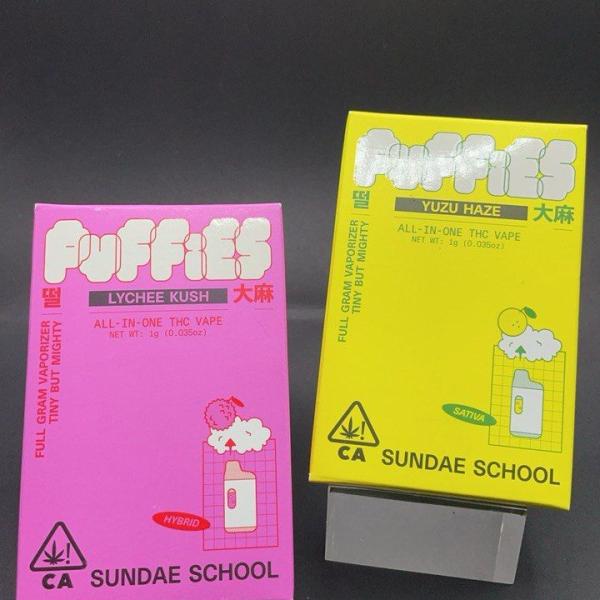 PUFFiES
LYCHEE KUSH
떨
大麻
ALL-IN-ONE THC VAPE
NET WT: 1g (0.035oz)
FULL GRAM VAPORIZER
TINY BUT MIGHTY
HYBRID
CA
SUNDAE SCHOOL
PUFFiES
YUZU HAZE
떨
大麻
ALL-IN-ONE THC VAPE
NET WT: 1g (0.035oz)
FULL GRAM VAPORIZER
TINY BUT MIGHTY
SATIVA
CA
SUNDAE SCHOOL